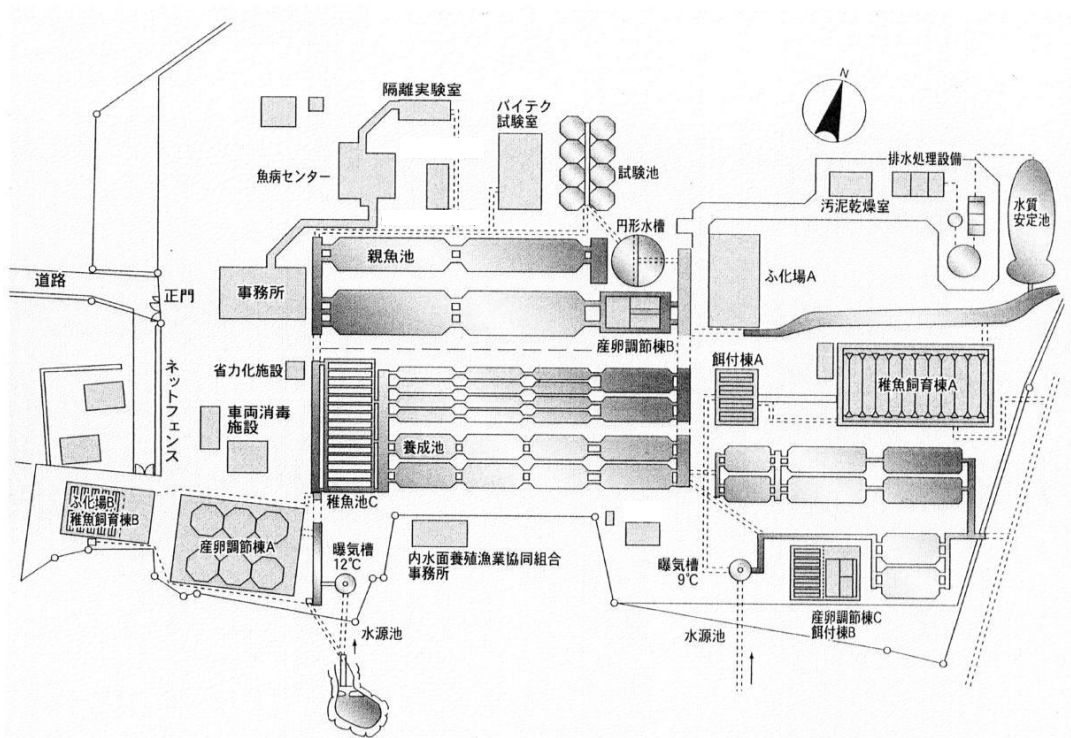 隔離実験室
バイテク
試験室
N
魚病センター
試験池
排水処理設備
汚泥乾燥室
水質
安定池
円形水槽
親魚池
ふ化場A
道路
正門
事務所
産卵調節棟B
餌付棟A
省力化施設
稚魚飼育棟A
ネットフェンス
車両消毒
施設
養成池
稚魚池C
ふ化場B
稚魚飼育棟B
産卵調節棟A
曝気槽
12℃
内水面養殖漁業協同組合
事務所
曝気槽
9℃
産卵調節棟C
餌付棟B
水源池
水源池